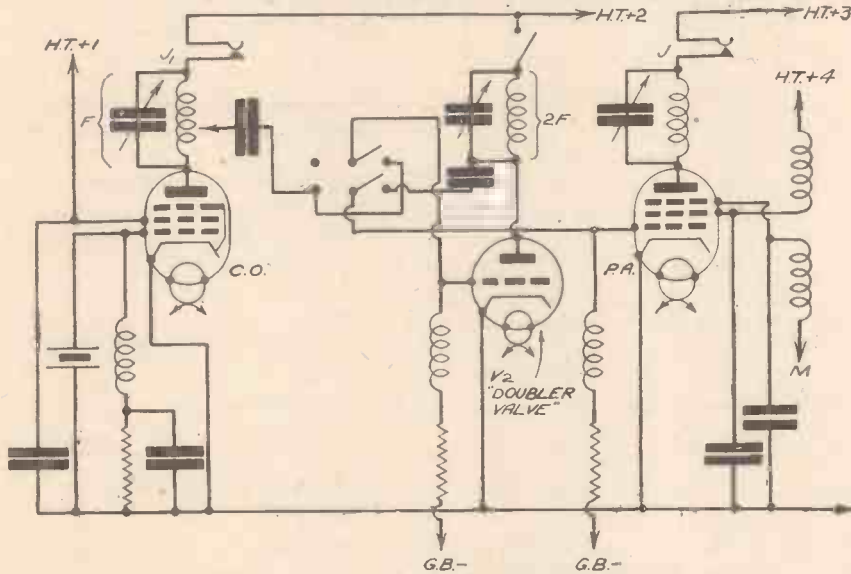 H.T.+1
J1
H.T.+2
J
H.T.+3
H.T.+4
F
2F
C.O.
P.A.
V2
"DOUBLER
VALVE"
M
G.B.-
G.B.-